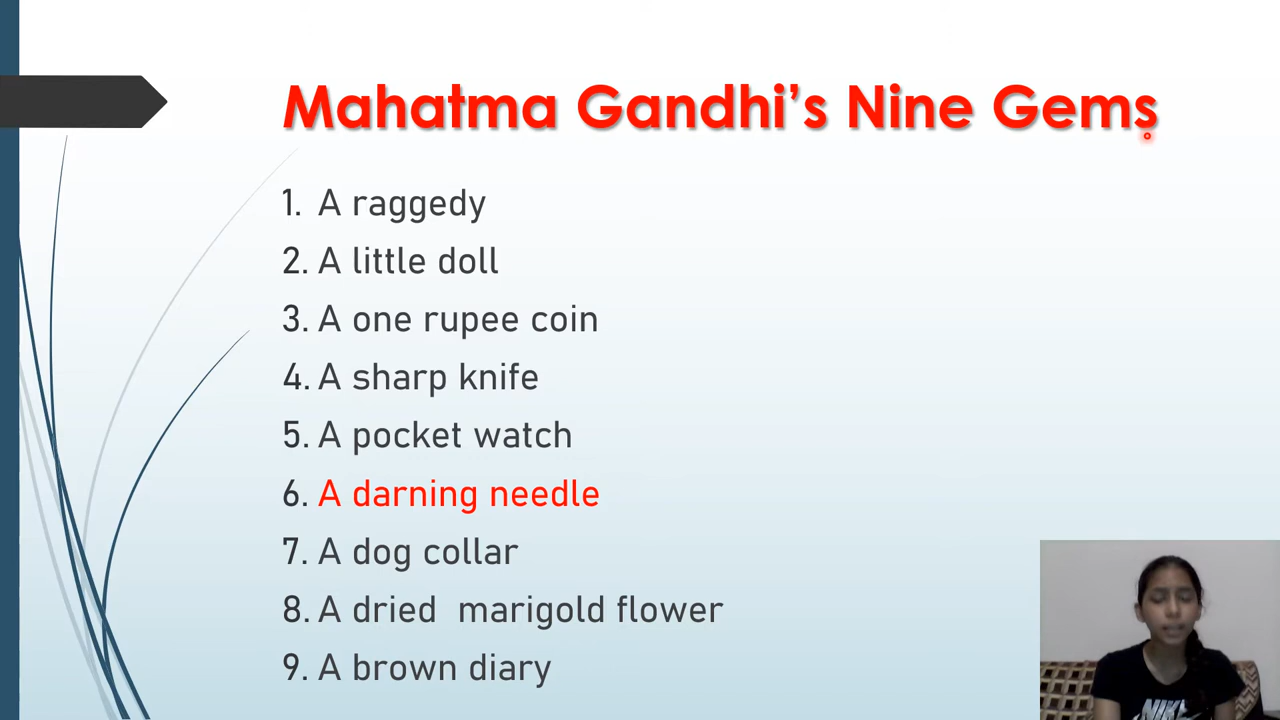 Mahatma Gandhi's Nine Gems
1. A raggedy
2. A little doll
3. A one rupee coin
4. A sharp knife
5. A pocket watch
6. A darning needle
7. A dog collar
8. A dried marigold flower
9. A brown diary
NIKE